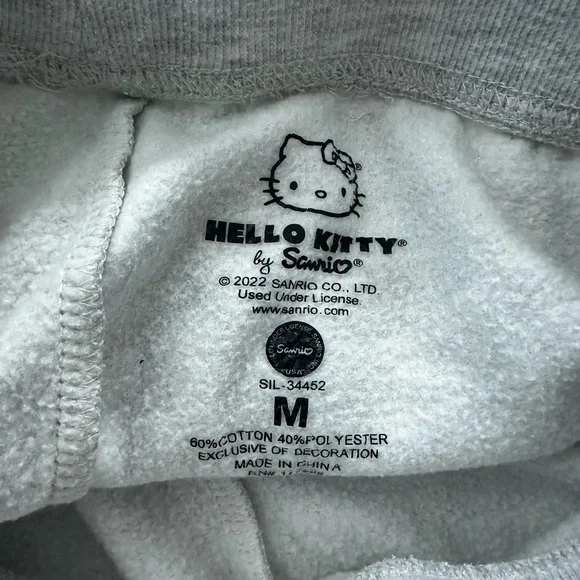 HELLO KITTY®
by Sanrio®
© 2022 SANRIO CO., LTD.
Used Under License.
www.sanrio.com
Sanrio
USA
SIL-34452
M
60% COTTON 40% POLYESTER
EXCLUSIVE OF DECORATION
MADE IN CHINA